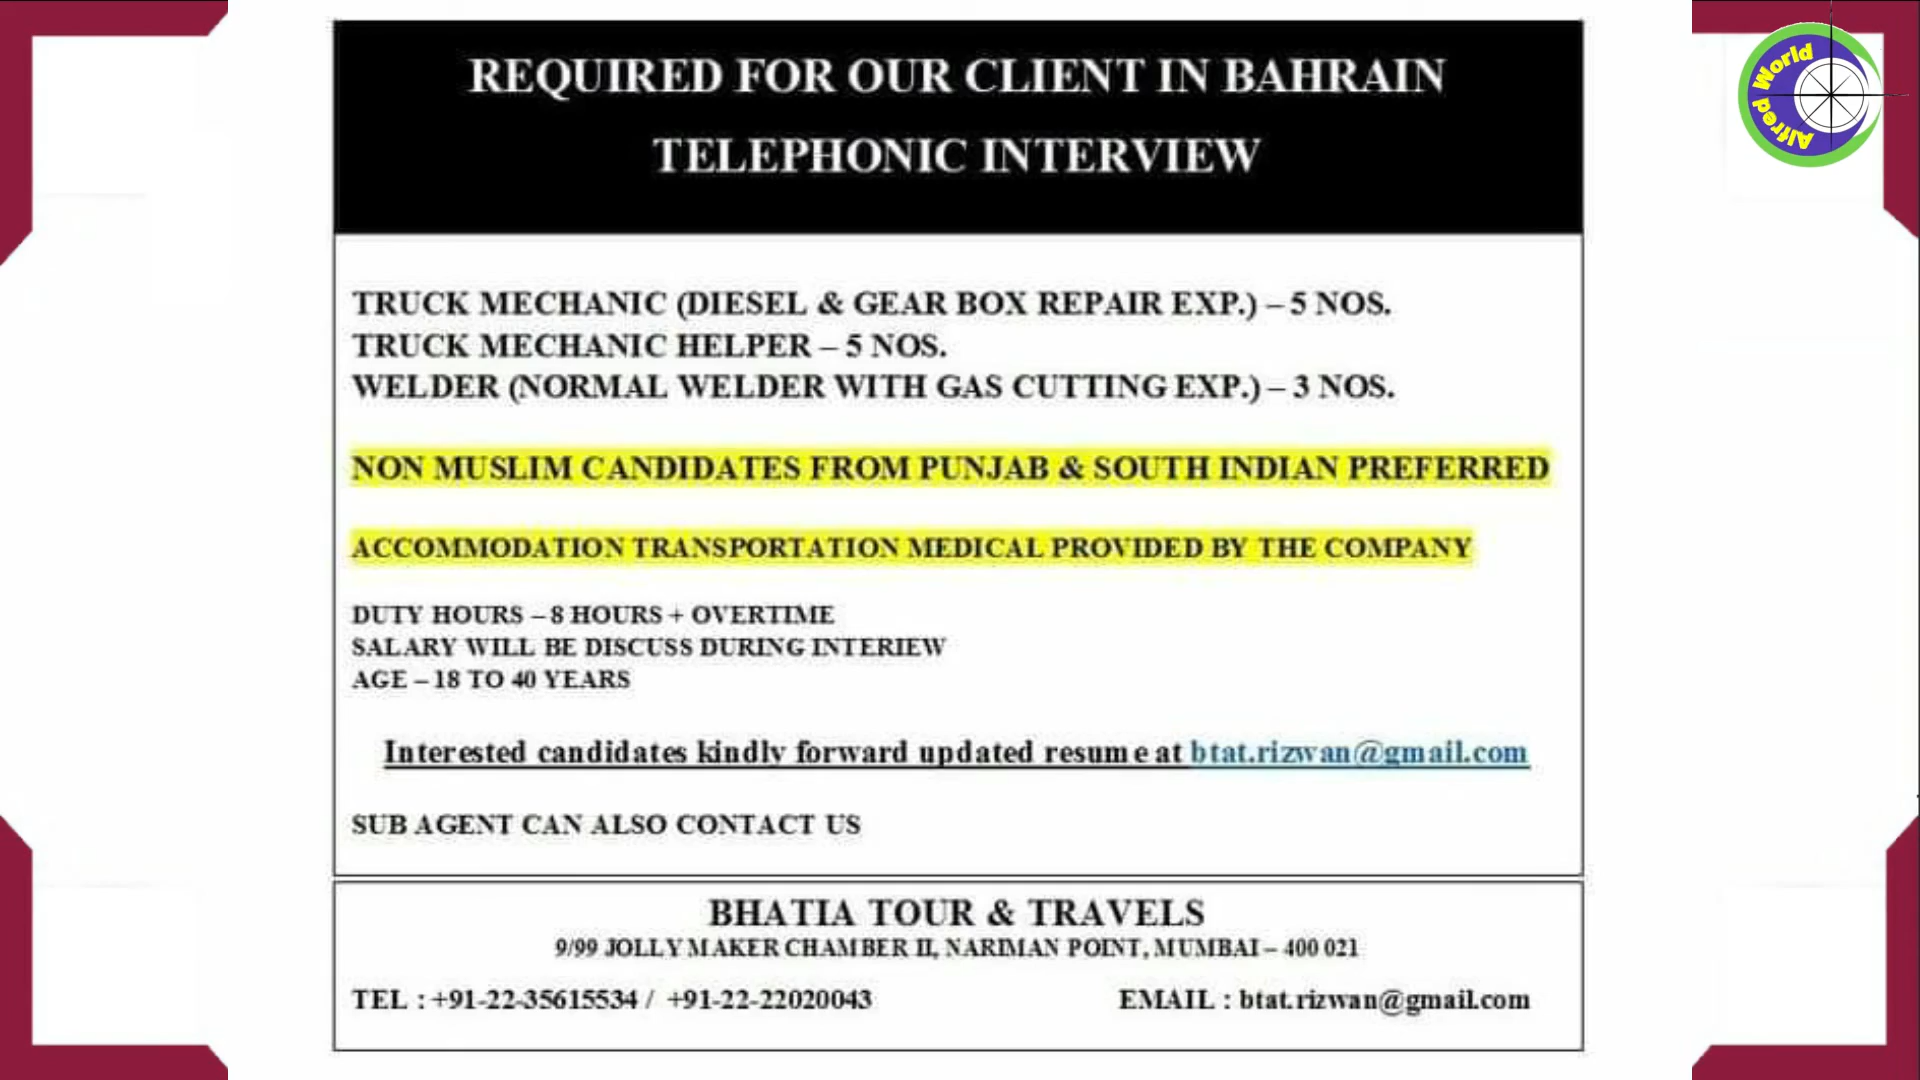 REQUIRED FOR OUR CLIENT IN BAHRAIN
TELEPHONIC INTERVIEW
Alfred World
TRUCK MECHANIC (DIESEL & GEAR BOX REPAIR EXP.) – 5 NOS.
TRUCK MECHANIC HELPER – 5 NOS.
WELDER (NORMAL WELDER WITH GAS CUTTING EXP.) – 3 NOS.
NON MUSLIM CANDIDATES FROM PUNJAB & SOUTH INDIAN PREFERRED
ACCOMMODATION TRANSPORTATION MEDICAL PROVIDED BY THE COMPANY
DUTY HOURS – 8 HOURS + OVERTIME
SALARY WILL BE DISCUSS DURING INTERIEW
AGE – 18 TO 40 YEARS
Interested candidates kindly forward updated resume at btat.rizwan@gmail.com
SUB AGENT CAN ALSO CONTACT US
BHATIA TOUR & TRAVELS
9/99 JOLLY MAKER CHAMBER II, NARIMAN POINT, MUMBAI – 400 021
TEL : +91-22-35615534 / +91-22-22020043 EMAIL : btat.rizwan@gmail.com